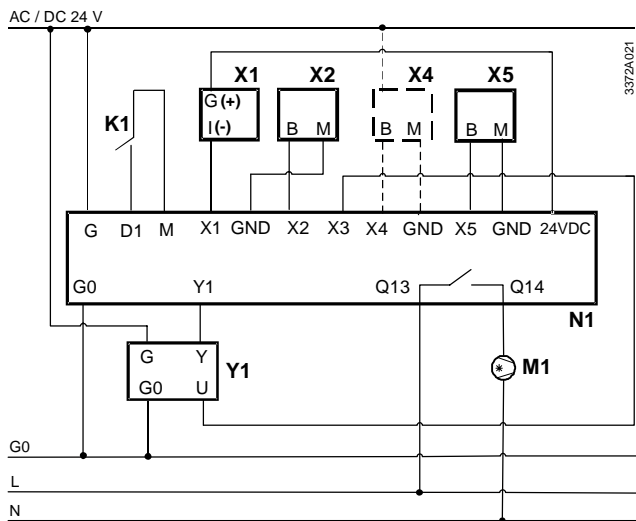 AC / DC 24 V
3372A021
X1 X2 X4 X5
G (+)
K1
I (-) B M B M B M
G D1 M X1 GND X2 X3 X4 GND X5 GND 24VDC
G0 Y1 Q13 Q14
N1
G Y
Y1 M1
G0 U
G0
L
N